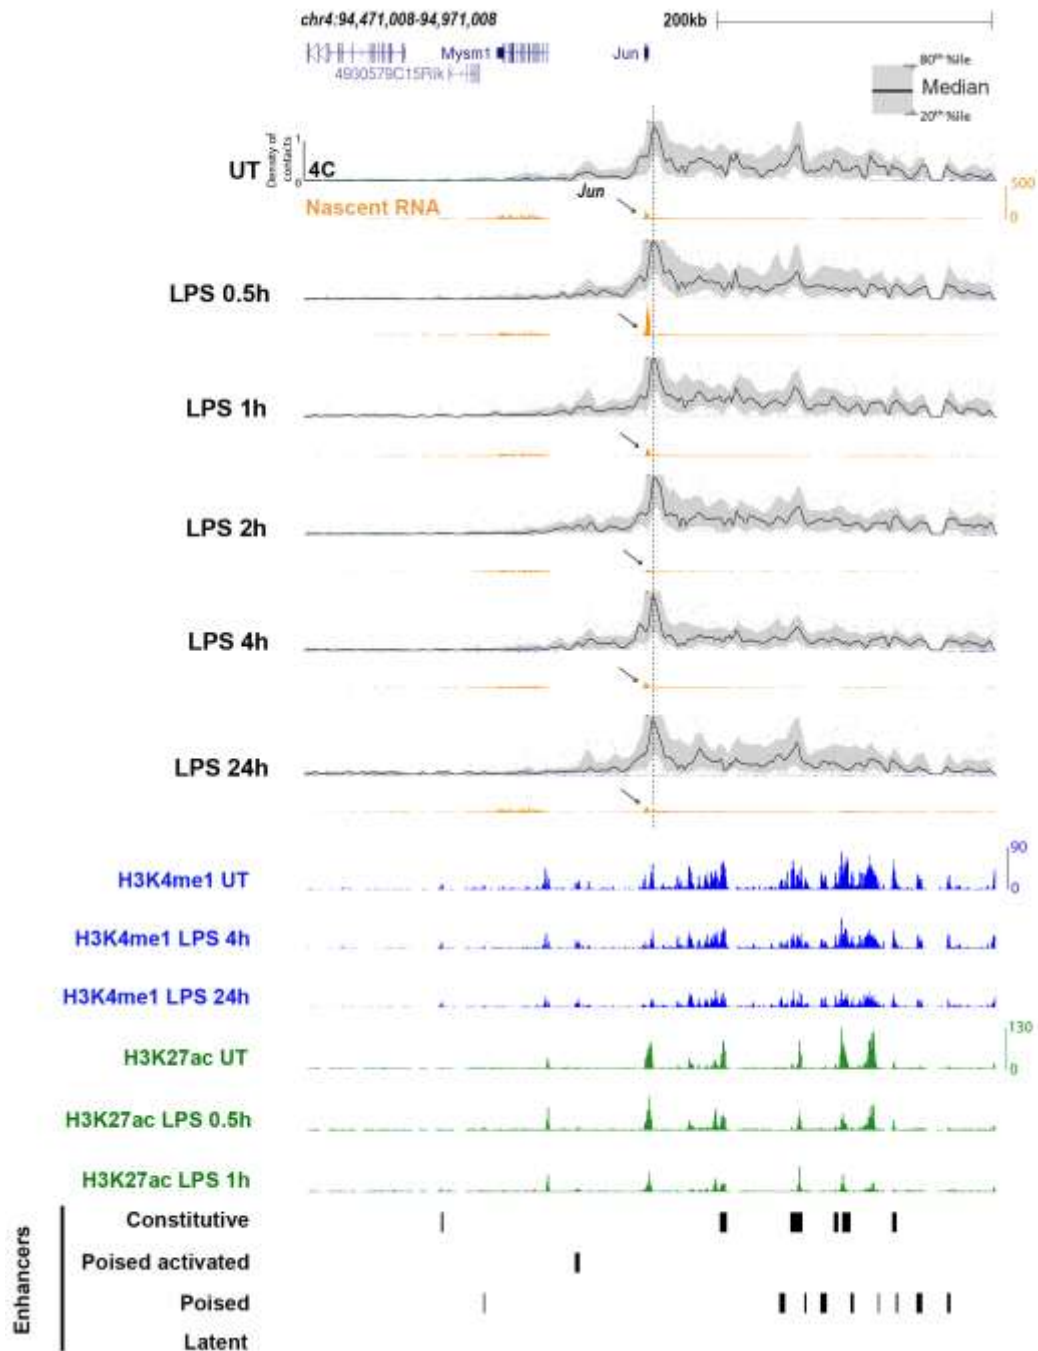 chr4:94,471,008-94,971,008
200kb
Mysm1
Jun
4930579C15Rik
80th %ile
Median
20th %ile
UT
Density of contacts
1
0
4C
Jun
500
0
Nascent RNA
LPS 0.5h
LPS 1h
LPS 2h
LPS 4h
LPS 24h
90
0
H3K4me1 UT
H3K4me1 LPS 4h
H3K4me1 LPS 24h
130
0
H3K27ac UT
H3K27ac LPS 0.5h
H3K27ac LPS 1h
Enhancers
Constitutive
Poised activated
Poised
Latent